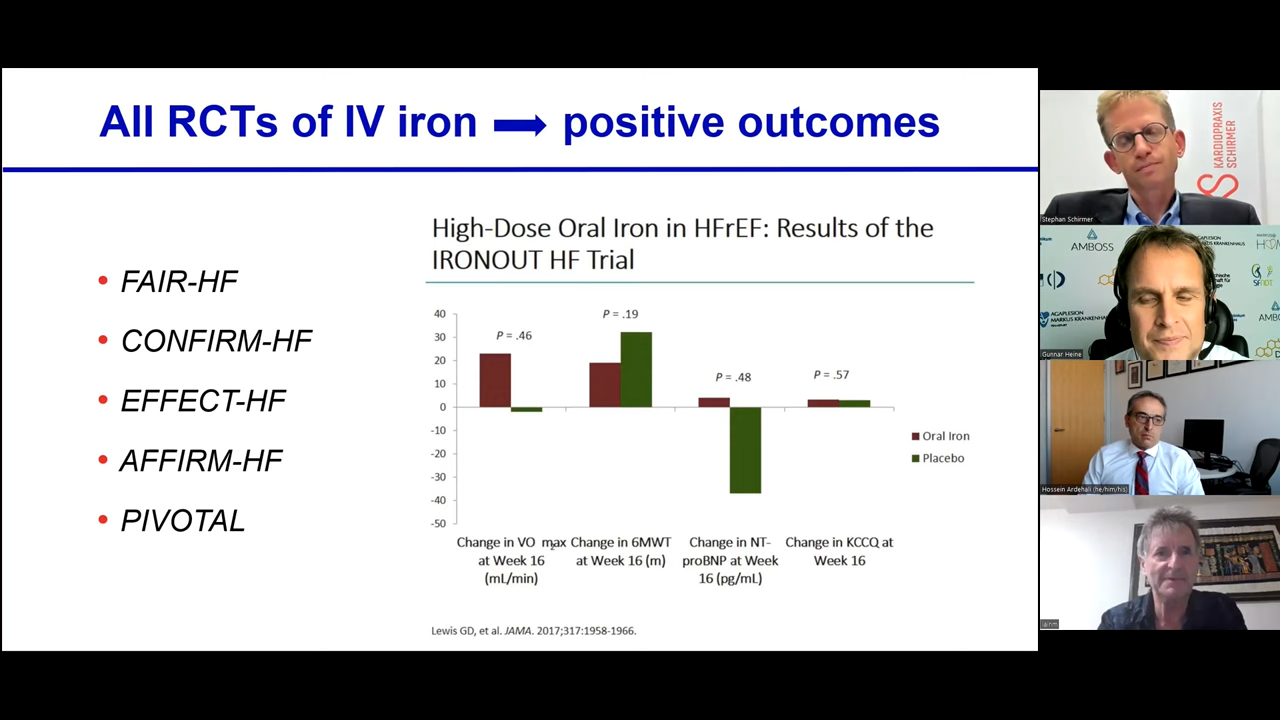 All RCTs of IV iron ➡ positive outcomes
High-Dose Oral Iron in HFrEF: Results of the
IRONOUT HF Trial
• FAIR-HF
• CONFIRM-HF
• EFFECT-HF
• AFFIRM-HF
• PIVOTAL
40
30
20
10
0
-10
-20
-30
-40
-50
P = .46
P = .19
P = .48
P = .57
Oral Iron
Placebo
Change in VO2 max
at Week 16
(mL/min)
Change in 6MWT
at Week 16 (m)
Change in NT-
proBNP at Week
16 (pg/mL)
Change in KCCQ at
Week 16
Lewis GD, et al. JAMA. 2017;317:1958-1966.
KARDIOPRAXIS
SCHIRMER
Stephan Schirmer
AMBOSS
AGAPLESION
MARKUS KRANKENHAUS
Gunnar Heine
Hossein Ardehali (he/him/his)